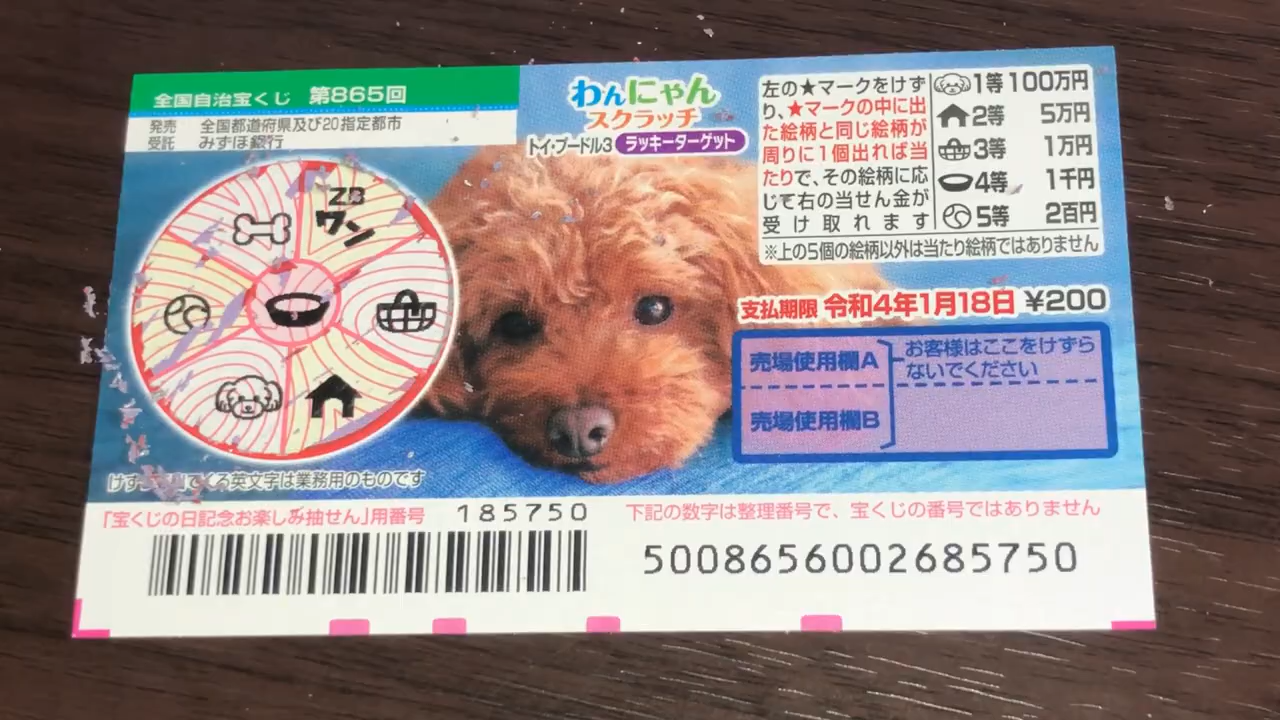 全国自治宝くじ 第865回
発売 全国都道府県及び20指定都市
受託 みずほ銀行
わんにゃん
スクラッチ
トイ・プードル3 ラッキーターゲット
左の★マークをけず
り、★マークの中に出
た絵柄と同じ絵柄が
周りに1個出れば当
たりで、その絵柄に応
じて右の当せん金が
受け取れます
1等 100万円
2等 5万円
3等 1万円
4等 1千円
5等 2百円
※上の5個の絵柄以外は当たり絵柄ではありません
ZB
ワン
支払期限 令和4年1月18日 ¥200
売場使用欄A
お客様はここをけずら
ないでください
売場使用欄B
けず てくる英文字は業務用のものです
「宝くじの日記念お楽しみ抽せん」用番号 185750
下記の数字は整理番号で、宝くじの番号ではありません
5008656002685750